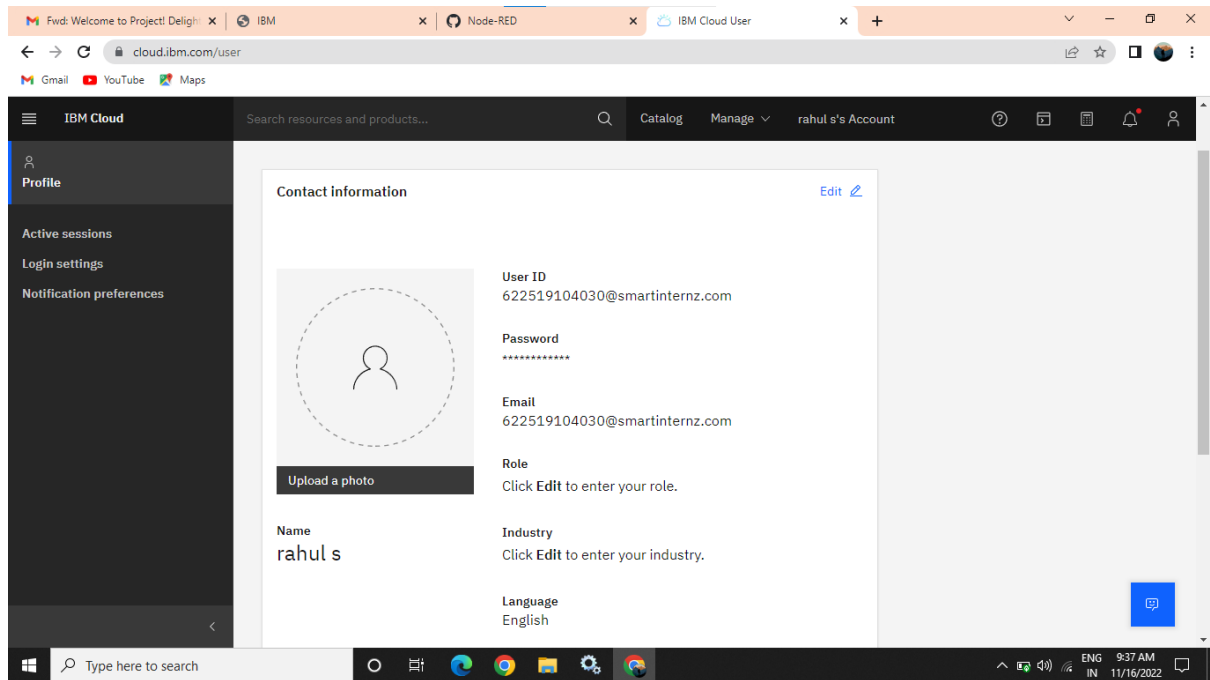 Fwd: Welcome to Project! Deligh
IBM
Node-RED
IBM Cloud User
cloud.ibm.com/user
Gmail YouTube Maps
IBM Cloud
Search resources and products...
Catalog Manage rahul s's Account
Profile
Active sessions
Login settings
Notification preferences
Contact information
Edit
Upload a photo
Name
rahul s
User ID
622519104030@smartinternz.com
Password
************
Email
622519104030@smartinternz.com
Role
Click Edit to enter your role.
Industry
Click Edit to enter your industry.
Language
English
Type here to search
ENG
IN
9:37 AM
11/16/2022